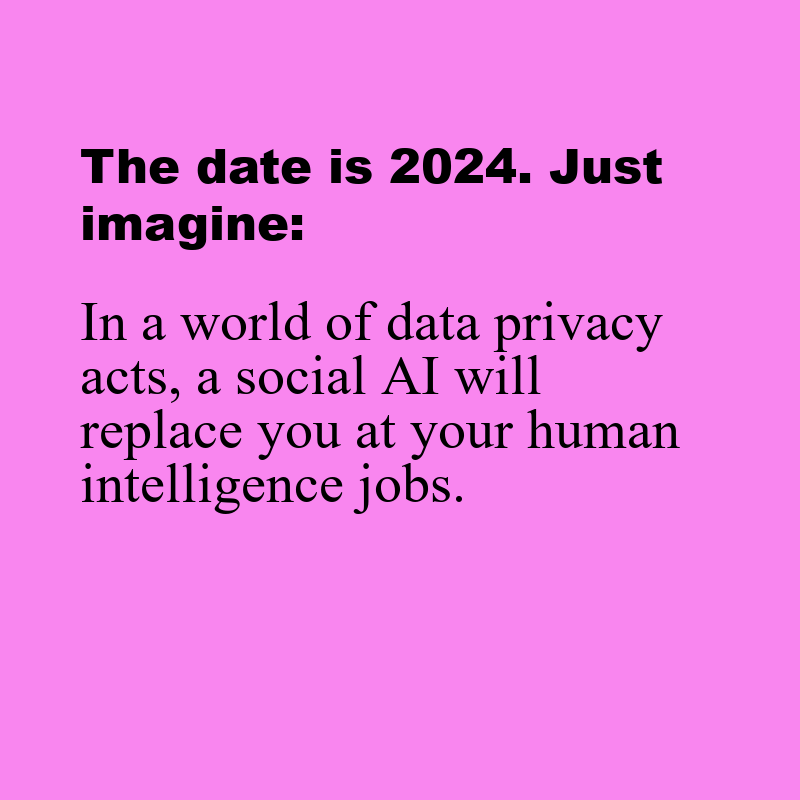 The date is 2024. Just
imagine:
In a world of data privacy
acts, a social AI will
replace you at your human
intelligence jobs.